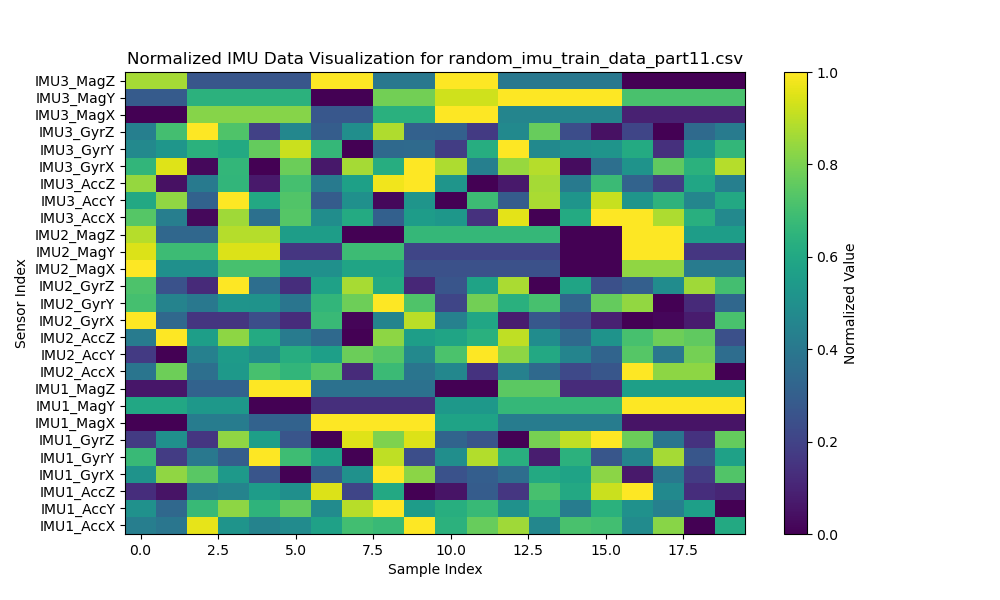 Normalized IMU Data Visualization for random_imu_train_data_part11.csv
IMU3_MagZ
IMU3_MagY
IMU3_MagX
IMU3_GyrZ
IMU3_GyrY
IMU3_GyrX
IMU3_AccZ
IMU3_AccY
IMU3_AccX
IMU2_MagZ
IMU2_MagY
IMU2_MagX
IMU2_GyrZ
IMU2_GyrY
IMU2_GyrX
IMU2_AccZ
IMU2_AccY
IMU2_AccX
IMU1_MagZ
IMU1_MagY
IMU1_MagX
IMU1_GyrZ
IMU1_GyrY
IMU1_GyrX
IMU1_AccZ
IMU1_AccY
IMU1_AccX
Sensor Index
0.0 2.5 5.0 7.5 10.0 12.5 15.0 17.5
Sample Index
1.0
0.8
0.6
0.4
0.2
0.0
Normalized Value